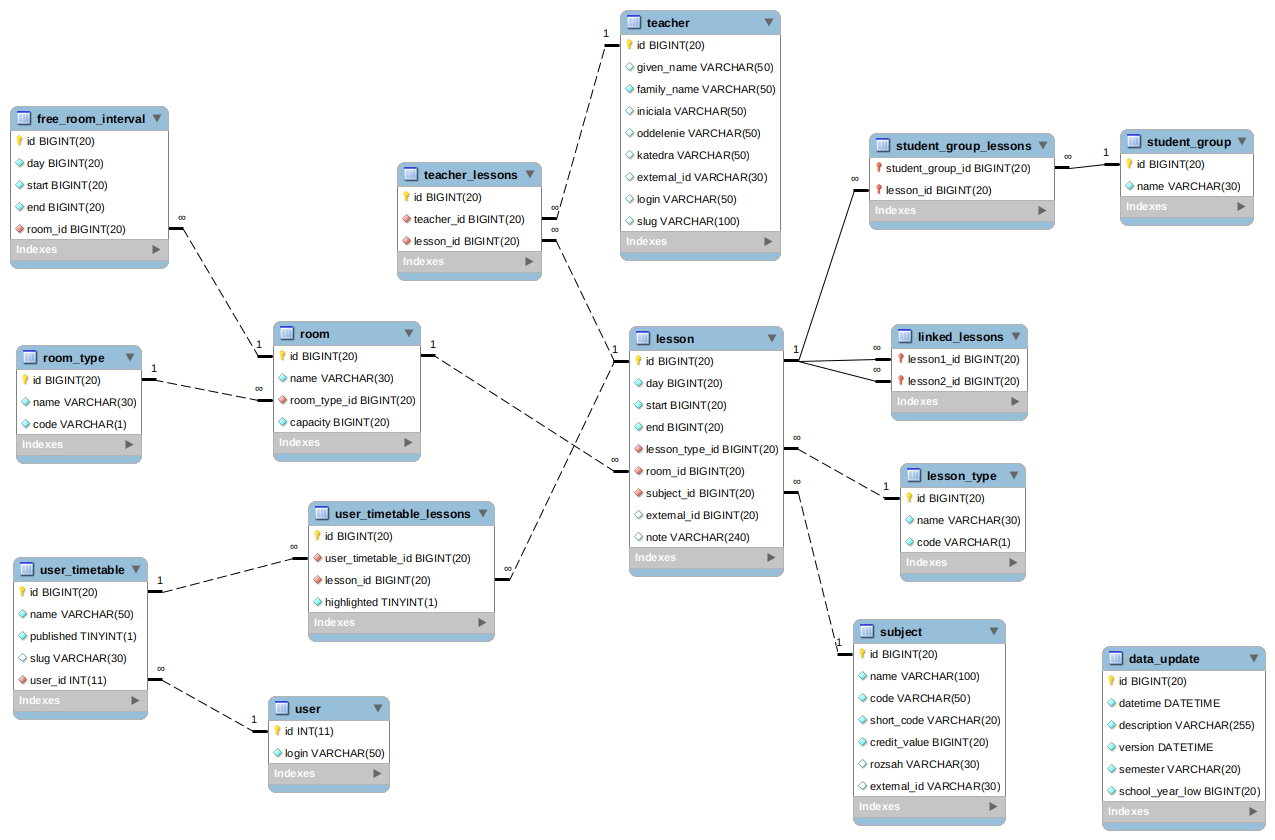 teacher
id BIGINT(20)
given_name VARCHAR(50)
family_name VARCHAR(50)
iniciala VARCHAR(50)
oddelenie VARCHAR(50)
katedra VARCHAR(50)
external_id VARCHAR(30)
login VARCHAR(50)
slug VARCHAR(100)
Indexes
free_room_interval
id BIGINT(20)
day BIGINT(20)
start BIGINT(20)
end BIGINT(20)
room_id BIGINT(20)
Indexes
teacher_lessons
id BIGINT(20)
teacher_id BIGINT(20)
lesson_id BIGINT(20)
Indexes
student_group_lessons
student_group_id BIGINT(20)
lesson_id BIGINT(20)
Indexes
student_group
id BIGINT(20)
name VARCHAR(30)
Indexes
room_type
id BIGINT(20)
name VARCHAR(30)
code VARCHAR(1)
Indexes
room
id BIGINT(20)
name VARCHAR(30)
room_type_id BIGINT(20)
capacity BIGINT(20)
Indexes
lesson
id BIGINT(20)
day BIGINT(20)
start BIGINT(20)
end BIGINT(20)
lesson_type_id BIGINT(20)
room_id BIGINT(20)
subject_id BIGINT(20)
external_id BIGINT(20)
note VARCHAR(240)
Indexes
linked_lessons
lesson1_id BIGINT(20)
lesson2_id BIGINT(20)
Indexes
lesson_type
id BIGINT(20)
name VARCHAR(30)
code VARCHAR(1)
Indexes
user_timetable_lessons
id BIGINT(20)
user_timetable_id BIGINT(20)
lesson_id BIGINT(20)
highlighted TINYINT(1)
Indexes
user_timetable
id BIGINT(20)
name VARCHAR(50)
published TINYINT(1)
slug VARCHAR(30)
user_id INT(11)
Indexes
user
id INT(11)
login VARCHAR(50)
Indexes
subject
id BIGINT(20)
name VARCHAR(100)
code VARCHAR(50)
short_code VARCHAR(20)
credit_value BIGINT(20)
rozsah VARCHAR(30)
external_id VARCHAR(30)
Indexes
data_update
id BIGINT(20)
datetime DATETIME
description VARCHAR(255)
version DATETIME
semester VARCHAR(20)
school_year_low BIGINT(20)
Indexes
1
∞
∞
∞
1
1
∞
1
∞
1
∞
∞
1
1
1
∞
∞
∞
∞
1
∞
1
∞
1
∞
∞
1
∞
1